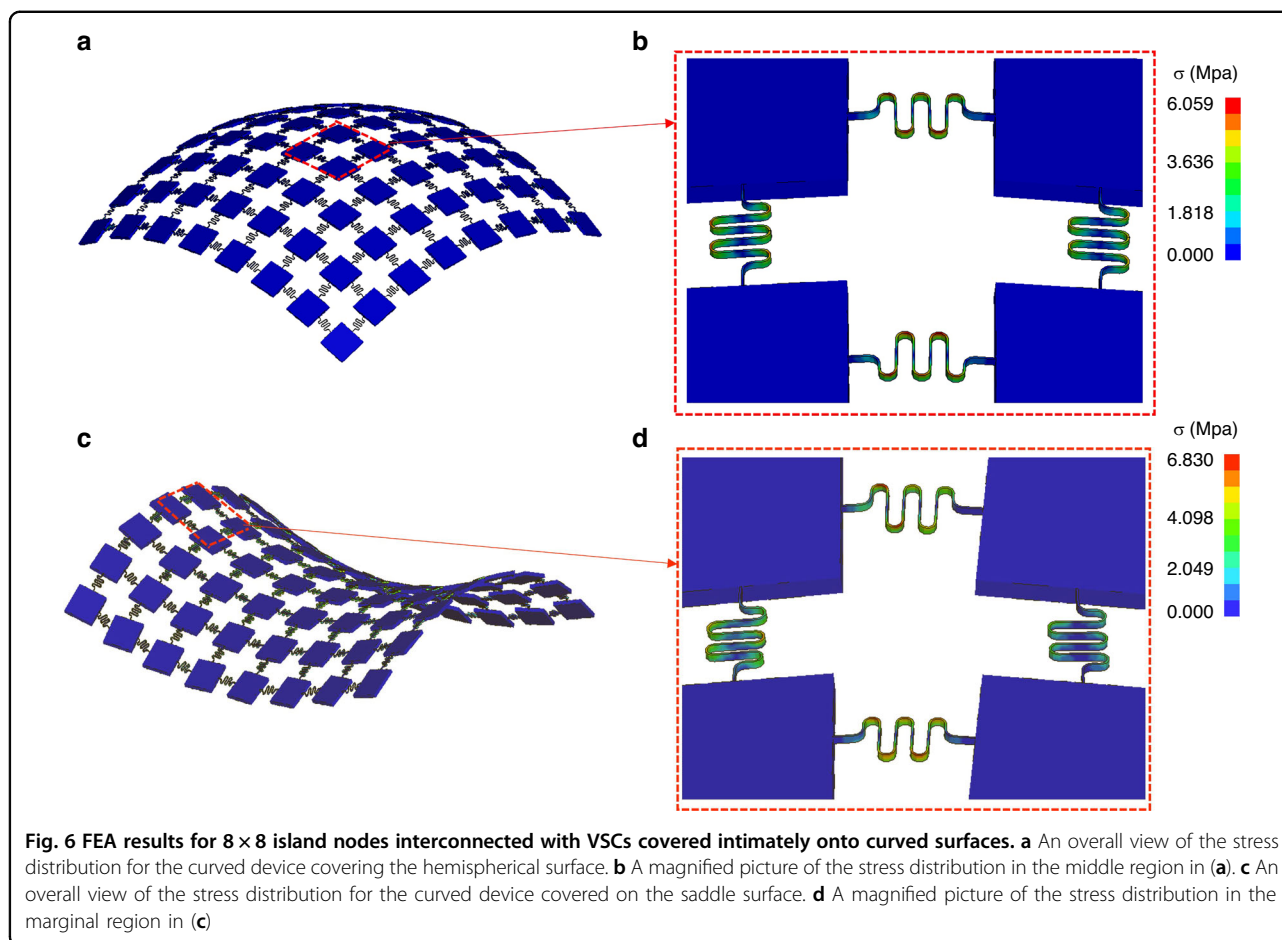 a
b
σ (Mpa)
6.059
3.636
1.818
0.000
c
d
σ (Mpa)
6.830
4.098
2.049
0.000
Fig. 6 FEA results for 8 × 8 island nodes interconnected with VSCs covered intimately onto curved surfaces. a An overall view of the stress
distribution for the curved device covering the hemispherical surface. b A magnified picture of the stress distribution in the middle region in (a). c An
overall view of the stress distribution for the curved device covered on the saddle surface. d A magnified picture of the stress distribution in the
marginal region in (c)